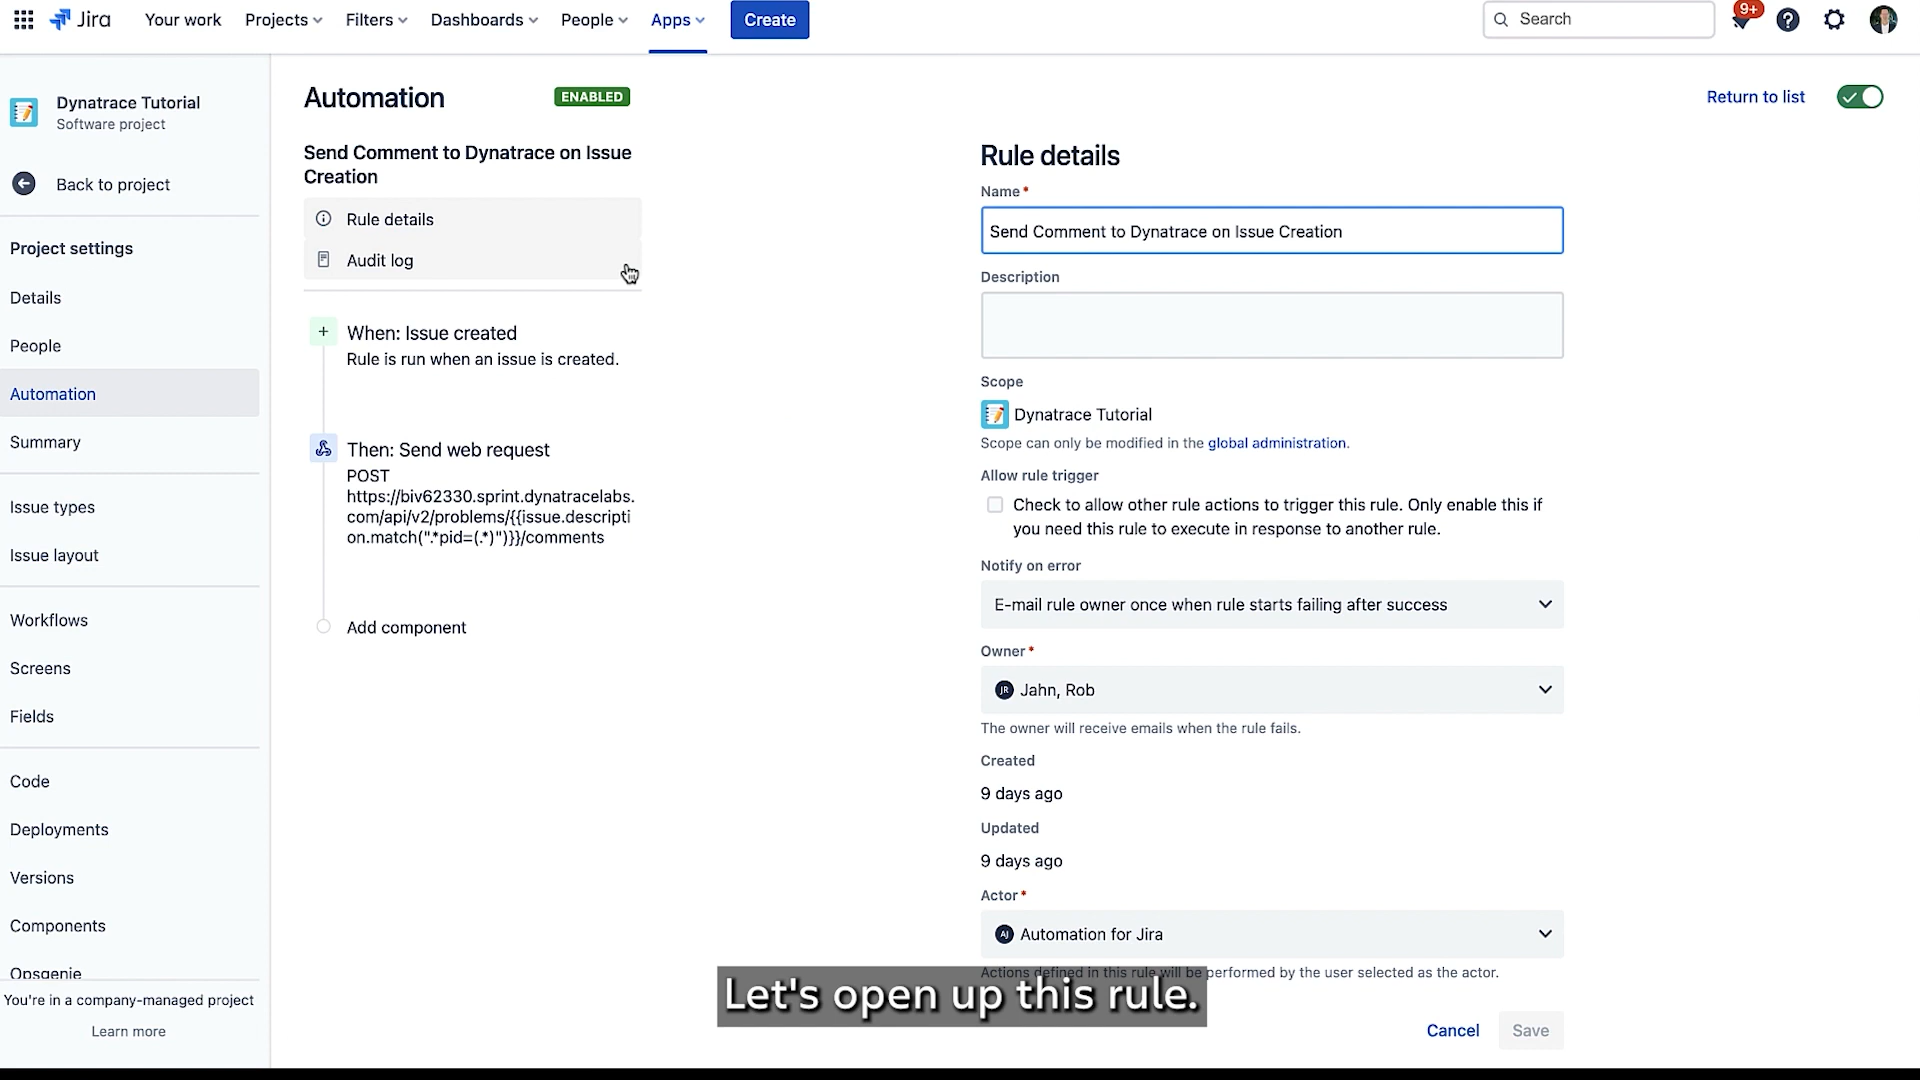 Jira
Your work
Projects
Filters
Dashboards
People
Apps
Create
Search
9+
Dynatrace Tutorial
Software project
Back to project
Project settings
Details
People
Automation
Summary
Issue types
Issue layout
Workflows
Screens
Fields
Code
Deployments
Versions
Components
Opsgenie
You're in a company-managed project
Learn more
Automation
ENABLED
Return to list
Send Comment to Dynatrace on Issue
Creation
Rule details
Audit log
When: Issue created
Rule is run when an issue is created.
Then: Send web request
POST
https://biv62330.sprint.dynatracelabs.
com/api/v2/problems/{{issue.descripti
on.match(".*pid=(.*)")}}/comments
Add component
Rule details
Name*
Send Comment to Dynatrace on Issue Creation
Description
Scope
Dynatrace Tutorial
Scope can only be modified in the global administration.
Allow rule trigger
Check to allow other rule actions to trigger this rule. Only enable this if
you need this rule to execute in response to another rule.
Notify on error
E-mail rule owner once when rule starts failing after success
Owner*
JR Jahn, Rob
The owner will receive emails when the rule fails.
Created
9 days ago
Updated
9 days ago
Actor*
AJ Automation for Jira
Actions defined in this rule will be performed by the user selected as the actor.
Let's open up this rule.
Cancel
Save